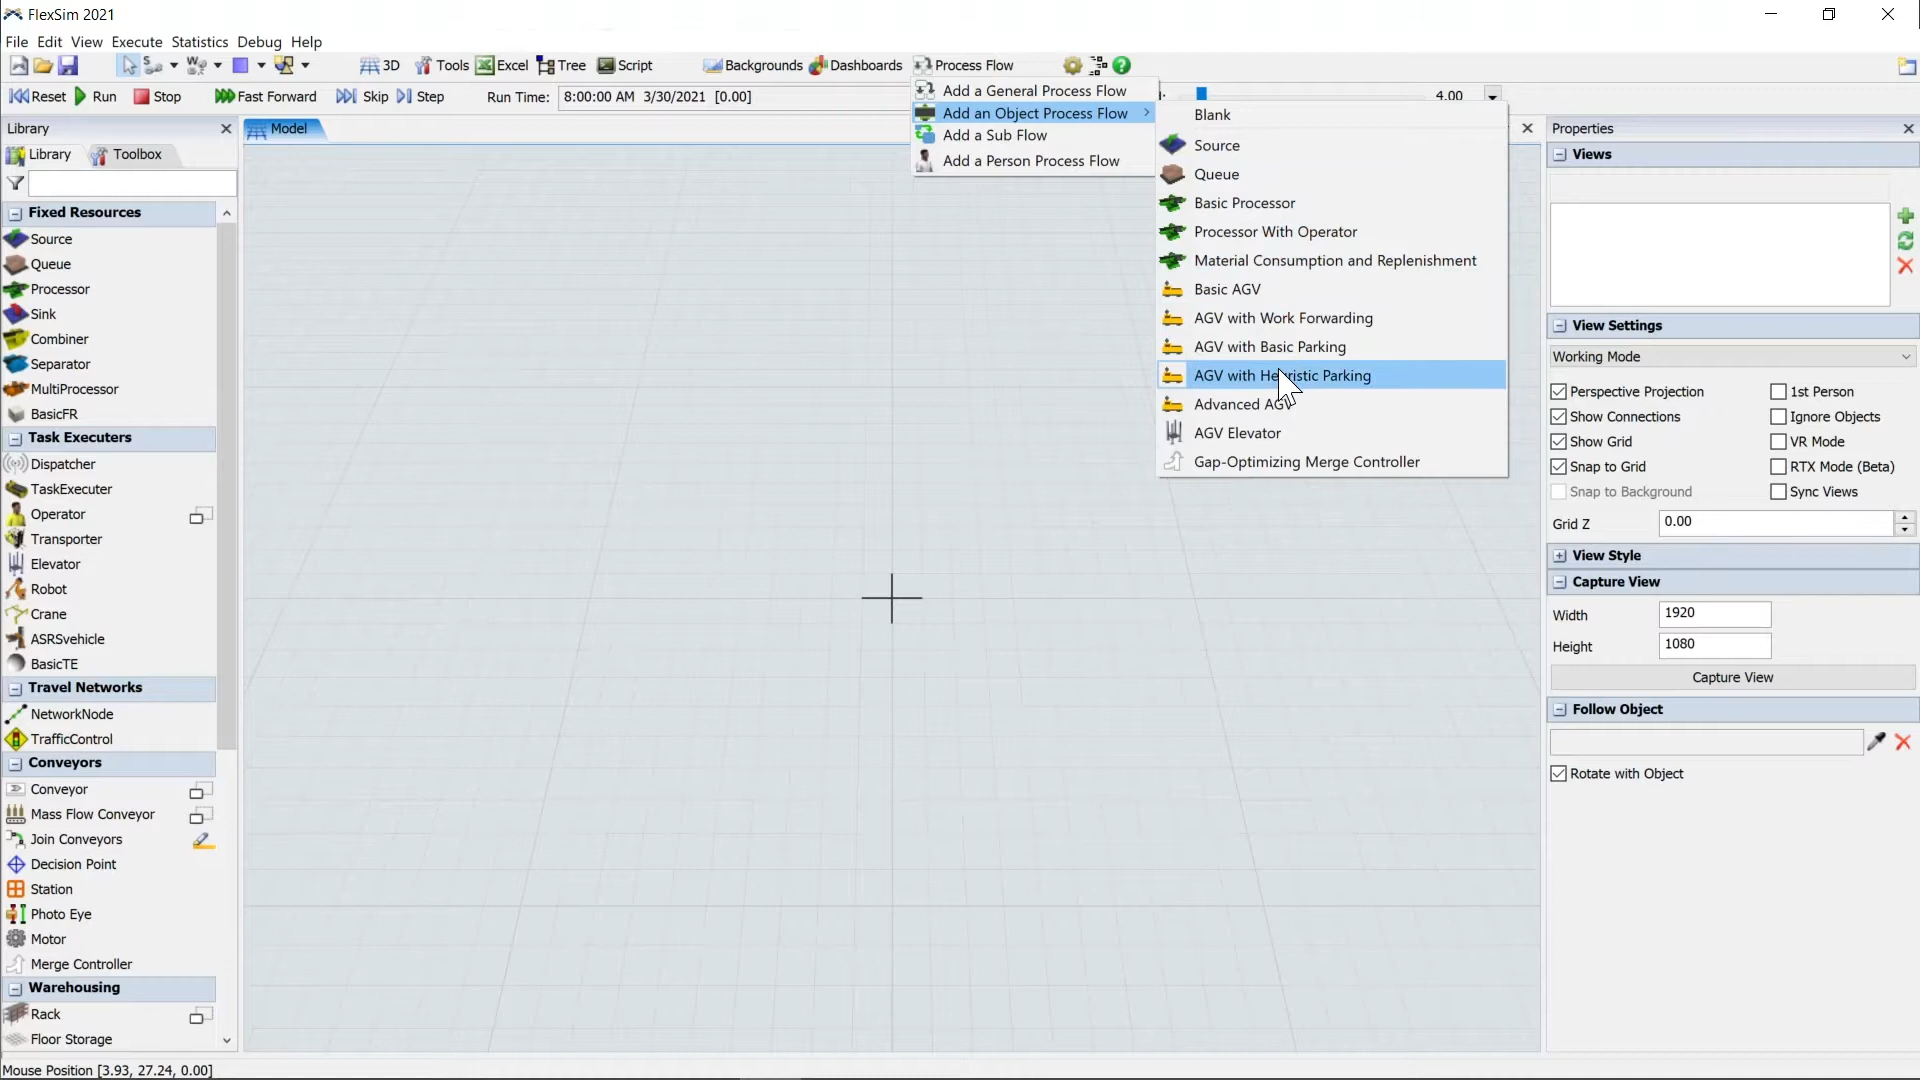 FlexSim 2021
File Edit View Execute Statistics Debug Help
3D Tools Excel Tree Script Backgrounds Dashboards Process Flow
Reset Run Stop Fast Forward Skip Step Run Time: 8:00:00 AM 3/30/2021 [0.00] 4.00
Add a General Process Flow
Add an Object Process Flow
Add a Sub Flow
Add a Person Process Flow
Blank
Source
Queue
Basic Processor
Processor With Operator
Material Consumption and Replenishment
Basic AGV
AGV with Work Forwarding
AGV with Basic Parking
AGV with Heuristic Parking
Advanced AGV
AGV Elevator
Gap-Optimizing Merge Controller
Library
Library Toolbox
Fixed Resources
Source
Queue
Processor
Sink
Combiner
Separator
MultiProcessor
BasicFR
Task Executers
Dispatcher
TaskExecuter
Operator
Transporter
Elevator
Robot
Crane
ASRSvehicle
BasicTE
Travel Networks
NetworkNode
TrafficControl
Conveyors
Conveyor
Mass Flow Conveyor
Join Conveyors
Decision Point
Station
Photo Eye
Motor
Merge Controller
Warehousing
Rack
Floor Storage
Model
Properties
Views
View Settings
Working Mode
Perspective Projection 1st Person
Show Connections Ignore Objects
Show Grid VR Mode
Snap to Grid RTX Mode (Beta)
Snap to Background Sync Views
Grid Z 0.00
View Style
Capture View
Width 1920
Height 1080
Capture View
Follow Object
Rotate with Object
Mouse Position [3.93, 27.24, 0.00]